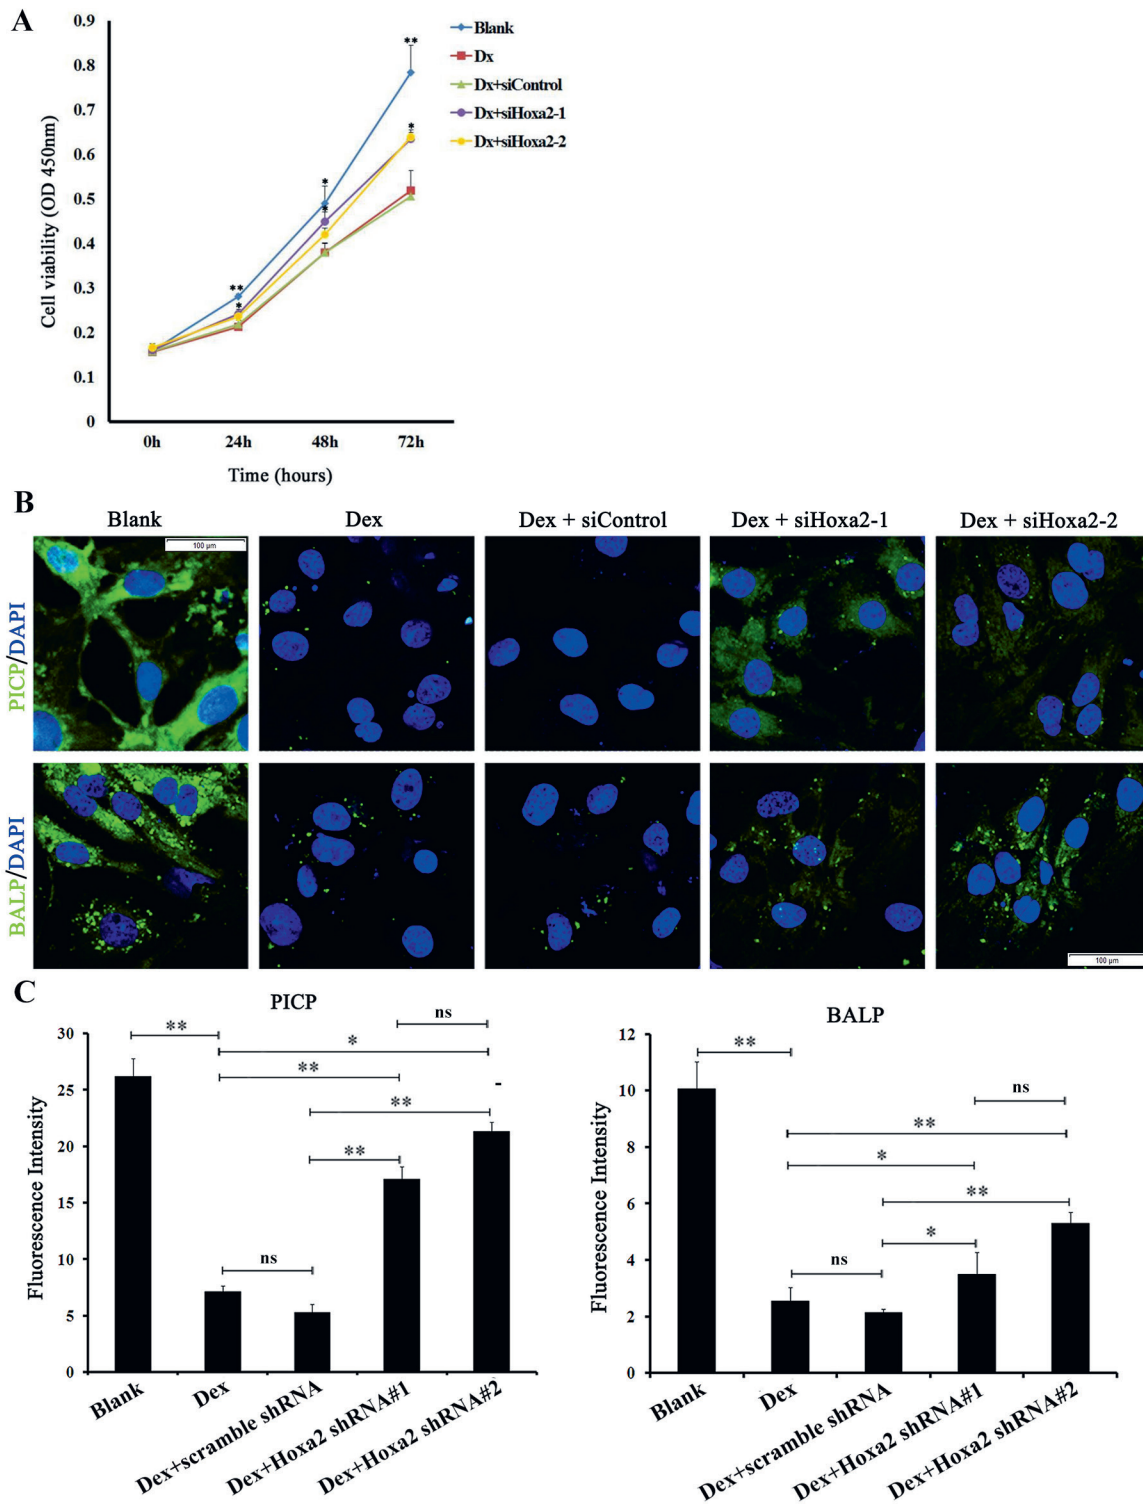 A
0.9
0.8
0.7
0.6
0.5
0.4
0.3
0.2
0.1
0
Cell viability (OD 450nm)
0h 24h 48h 72h
Time (hours)
** * * * ** *
Blank
Dx
Dx+siControl
Dx+siHoxa2-1
Dx+siHoxa2-2
B
Blank Dex Dex + siControl Dex + siHoxa2-1 Dex + siHoxa2-2
PICP/DAPI
100 μm
BALP/DAPI
100 μm
C
PICP
Fluorescence Intensity
30
25
20
15
10
5
0
ns
**
*
**
**
**
ns
Blank
Dex
Dex+scramble shRNA
Dex+Hoxa2 shRNA#1
Dex+Hoxa2 shRNA#2
BALP
Fluorescence Intensity
12
10
8
6
4
2
0
**
ns
**
*
**
*
ns
Blank
Dex
Dex+scramble shRNA
Dex+Hoxa2 shRNA#1
Dex+Hoxa2 shRNA#2